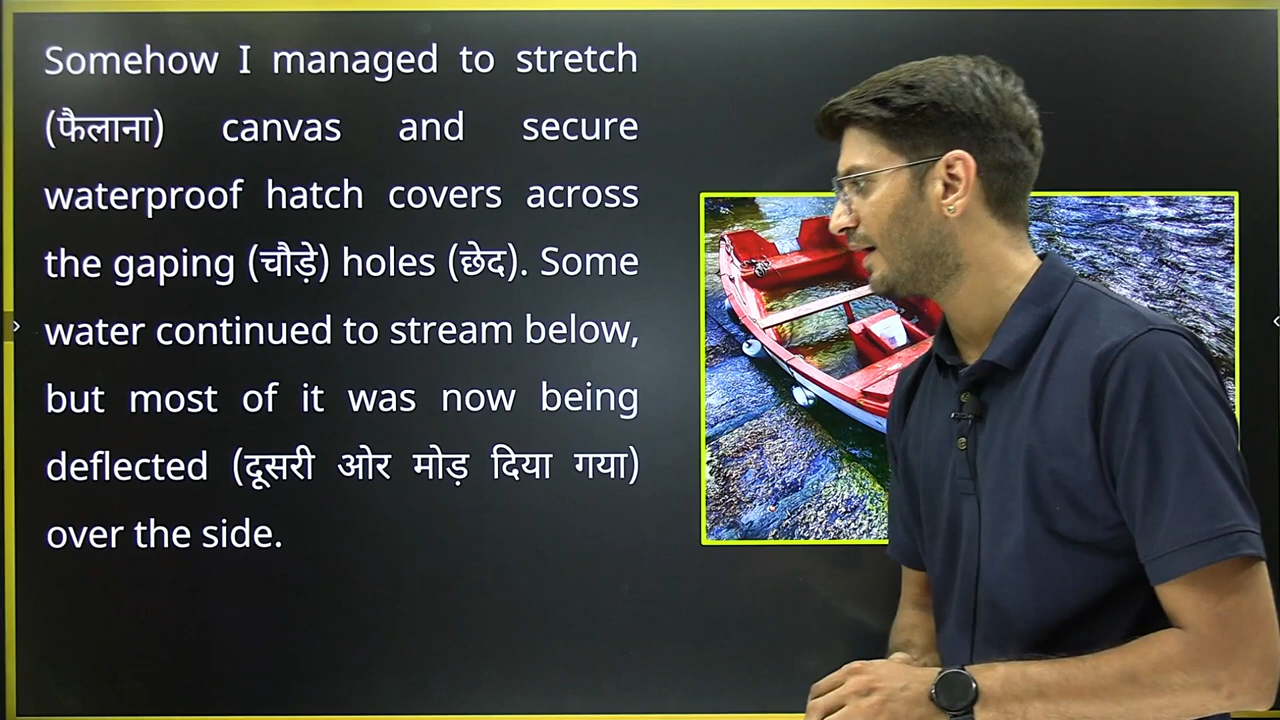 Somehow I managed to stretch
(फैलाना) canvas and secure
waterproof hatch covers across
the gaping (चौड़े) holes (छेद). Some
water continued to stream below,
but most of it was now being
deflected (दूसरी ओर मोड़ दिया गया)
over the side.